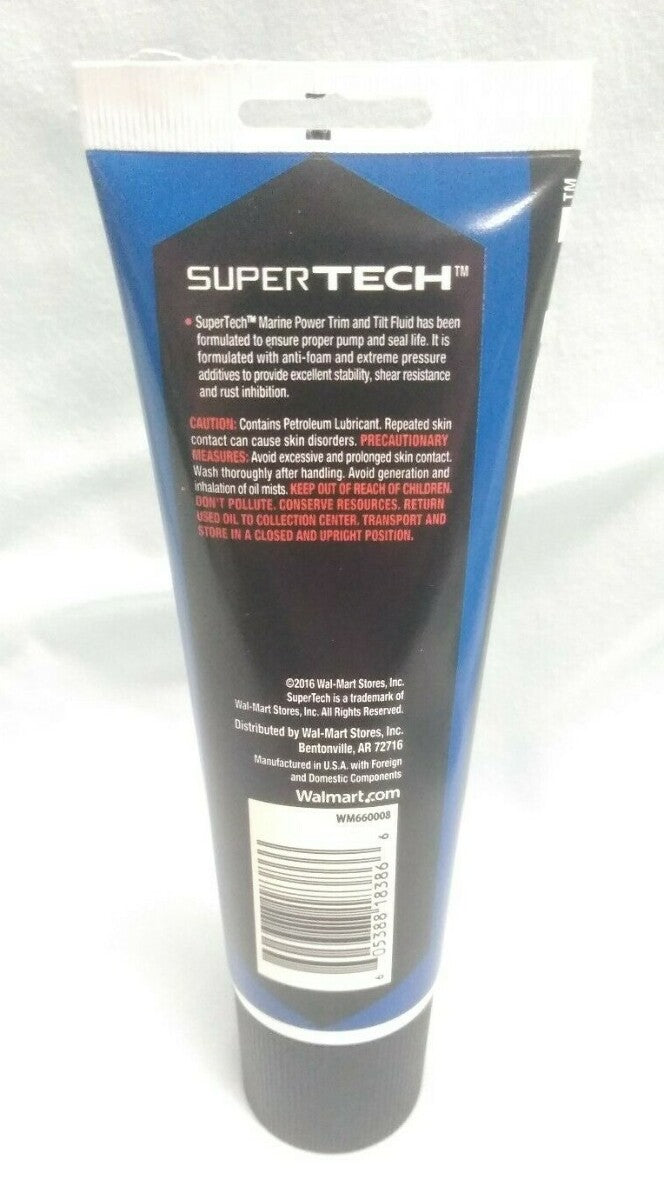 TM
SUPERTECH™
• SuperTech™ Marine Power Trim and Tilt Fluid has been
formulated to ensure proper pump and seal life. It is
formulated with anti-foam and extreme pressure
additives to provide excellent stability, shear resistance
and rust inhibition.
CAUTION: Contains Petroleum Lubricant. Repeated skin
contact can cause skin disorders. PRECAUTIONARY
MEASURES: Avoid excessive and prolonged skin contact.
Wash thoroughly after handling. Avoid generation and
inhalation of oil mists. KEEP OUT OF REACH OF CHILDREN.
DON'T POLLUTE. CONSERVE RESOURCES. RETURN
USED OIL TO COLLECTION CENTER. TRANSPORT AND
STORE IN A CLOSED AND UPRIGHT POSITION.
©2016 Wal-Mart Stores, Inc.
SuperTech is a trademark of
Wal-Mart Stores, Inc. All Rights Reserved.
Distributed by Wal-Mart Stores, Inc.
Bentonville, AR 72716
Manufactured in U.S.A. with Foreign
and Domestic Components
Walmart.com
WM660008
6 05388 18386 6